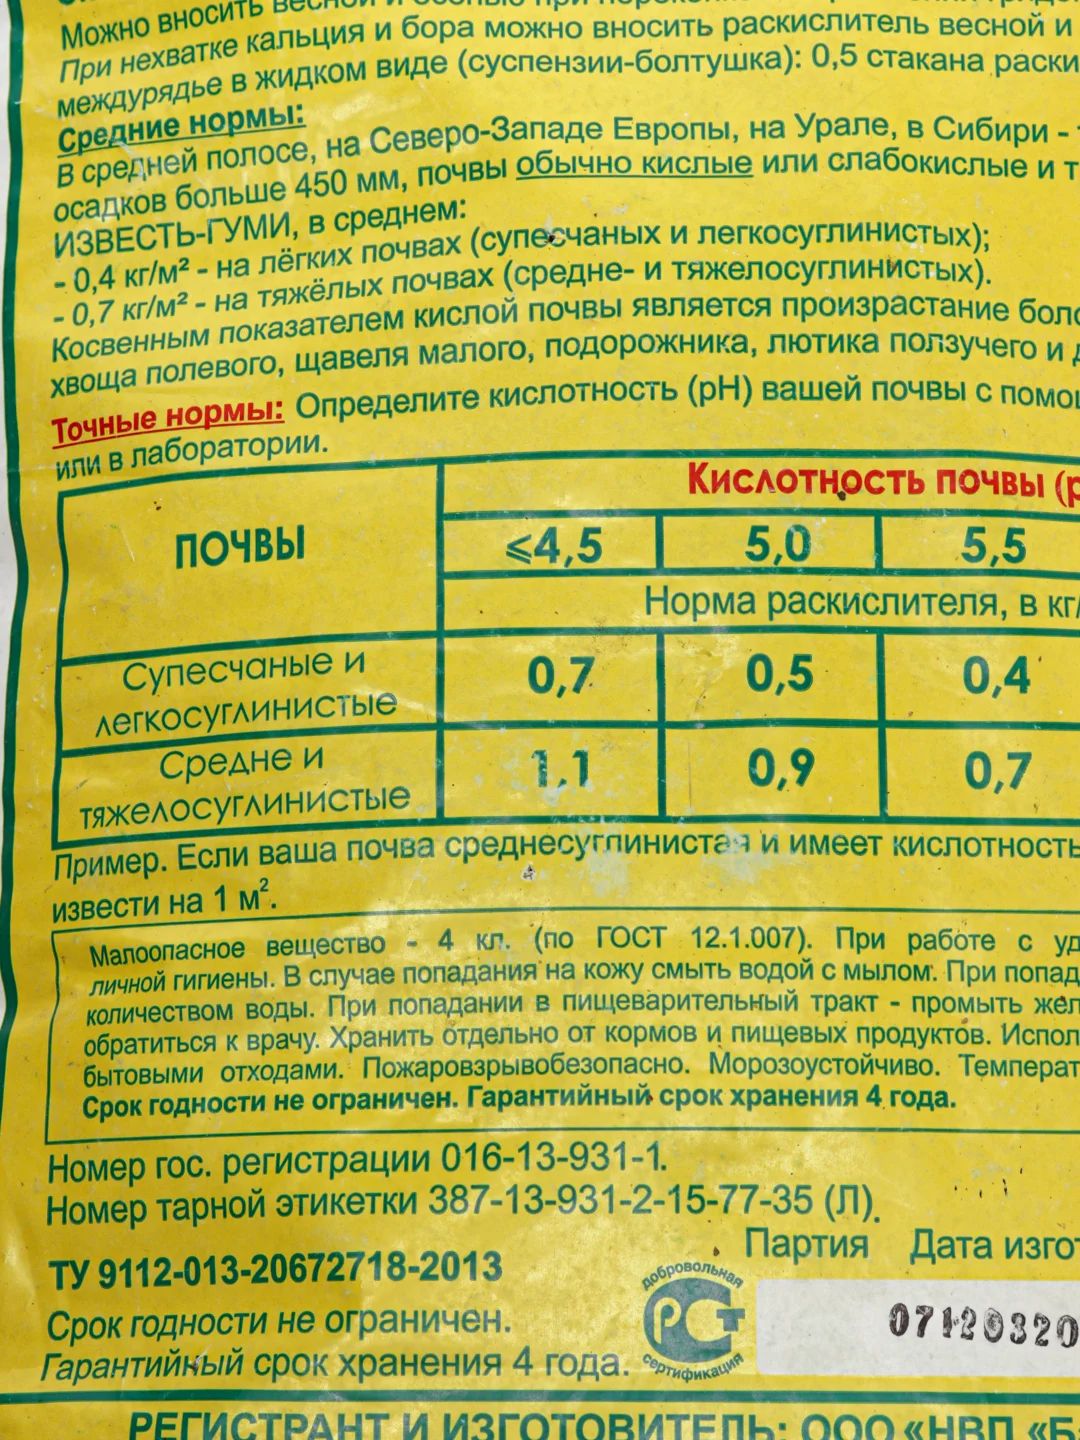 Можно вносить весной и осенью при
При нехватке кальция и бора можно вносить раскислитель весной и
междурядье в жидком виде (суспензии-болтушка): 0,5 стакана раски
Средние нормы:
В средней полосе, на Северо-Западе Европы, на Урале, в Сибири -
осадков больше 450 мм, почвы обычно кислые или слабокислые и т
ИЗВЕСТЬ-ГУМИ, в среднем:
- 0,4 кг/м² - на лёгких почвах (супесчаных и легкосуглинистых);
- 0,7 кг/м² - на тяжёлых почвах (средне- и тяжелосуглинистых).
Косвенным показателем кислой почвы является произрастание боло
хвоща полевого, щавеля малого, подорожника, лютика ползучего и д
Точные нормы: Определите кислотность (pH) вашей почвы с помощ
или в лаборатории.
Кислотность почвы (р
ПОЧВЫ
⩽4,5 5,0 5,5
Норма раскислителя, в кг/
Супесчаные и легкосуглинистые 0,7 0,5 0,4
Средне и тяжелосуглинистые 1,1 0,9 0,7
Пример. Если ваша почва среднесуглинистая и имеет кислотность
извести на 1 м².
Малоопасное вещество - 4 кл. (по ГОСТ 12.1.007). При работе с уд
личной гигиены. В случае попадания на кожу смыть водой с мылом. При попад
количеством воды. При попадании в пищеварительный тракт - промыть жел
обратиться к врачу. Хранить отдельно от кормов и пищевых продуктов. Испол
бытовыми отходами. Пожаровзрывобезопасно. Морозоустойчиво. Температ
Срок годности не ограничен. Гарантийный срок хранения 4 года.
Номер гос. регистрации 016-13-931-1.
Номер тарной этикетки 387-13-931-2-15-77-35 (Л).
Партия Дата изгот
ТУ 9112-013-20672718-2013
добровольная
РСТ
сертификация
07120320
Срок годности не ограничен.
Гарантийный срок хранения 4 года.
РЕГИСТРАНТ И ИЗГОТОВИТЕЛЬ: ООО «НВП «Б